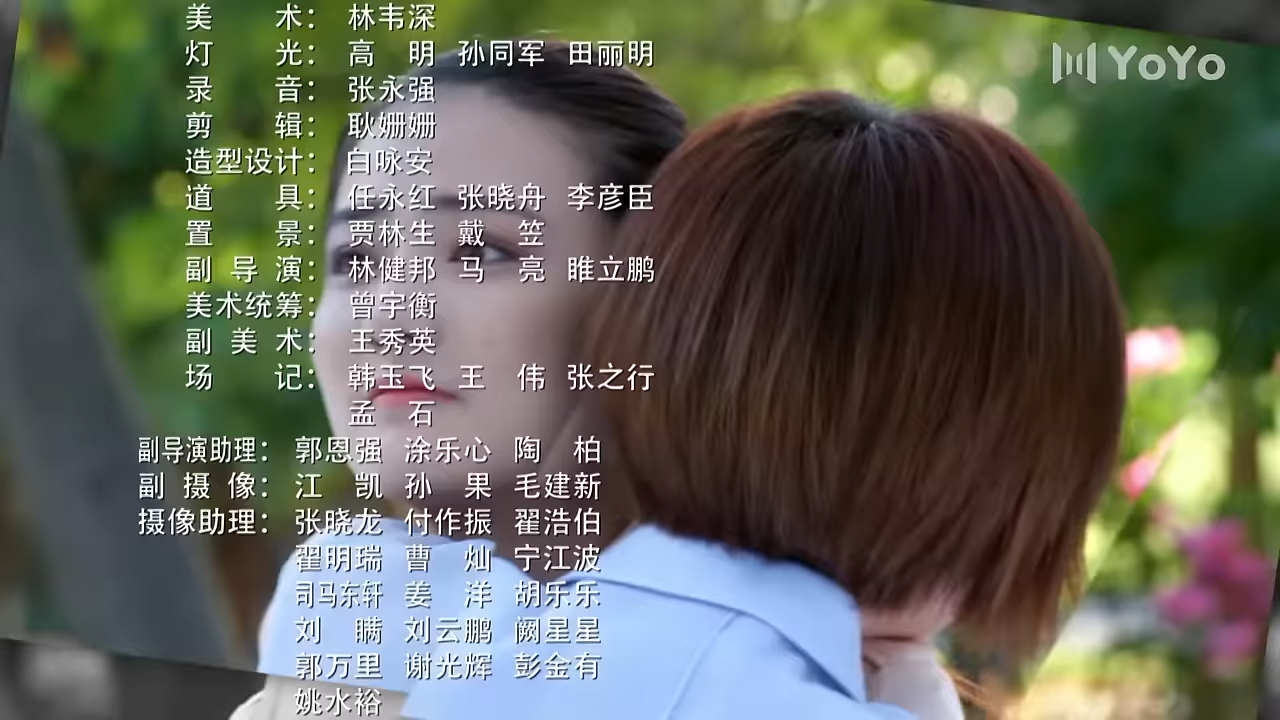 美 术： 林韦深
灯 光： 高 明 孙同军 田丽明
YoYo
录 音： 张永强
剪 辑： 耿姗姗
造型设计： 白咏安
道 具： 任永红 张晓舟 李彦臣
置 景： 贾林生 戴 笠
副 导 演： 林健邦 马 亮 睢立鹏
美术统筹： 曾宇衡
副 美 术： 王秀英
场 记： 韩玉飞 王 伟 张之行
孟 石
副导演助理： 郭恩强 涂乐心 陶 柏
副 摄 像： 江 凯 孙 果 毛建新
摄像助理： 张晓龙 付作振 翟浩伯
翟明瑞 曹 灿 宁江波
司马东轩 姜 洋 胡乐乐
刘 瞒 刘云鹏 阙星星
郭万里 谢光辉 彭金有
姚水裕